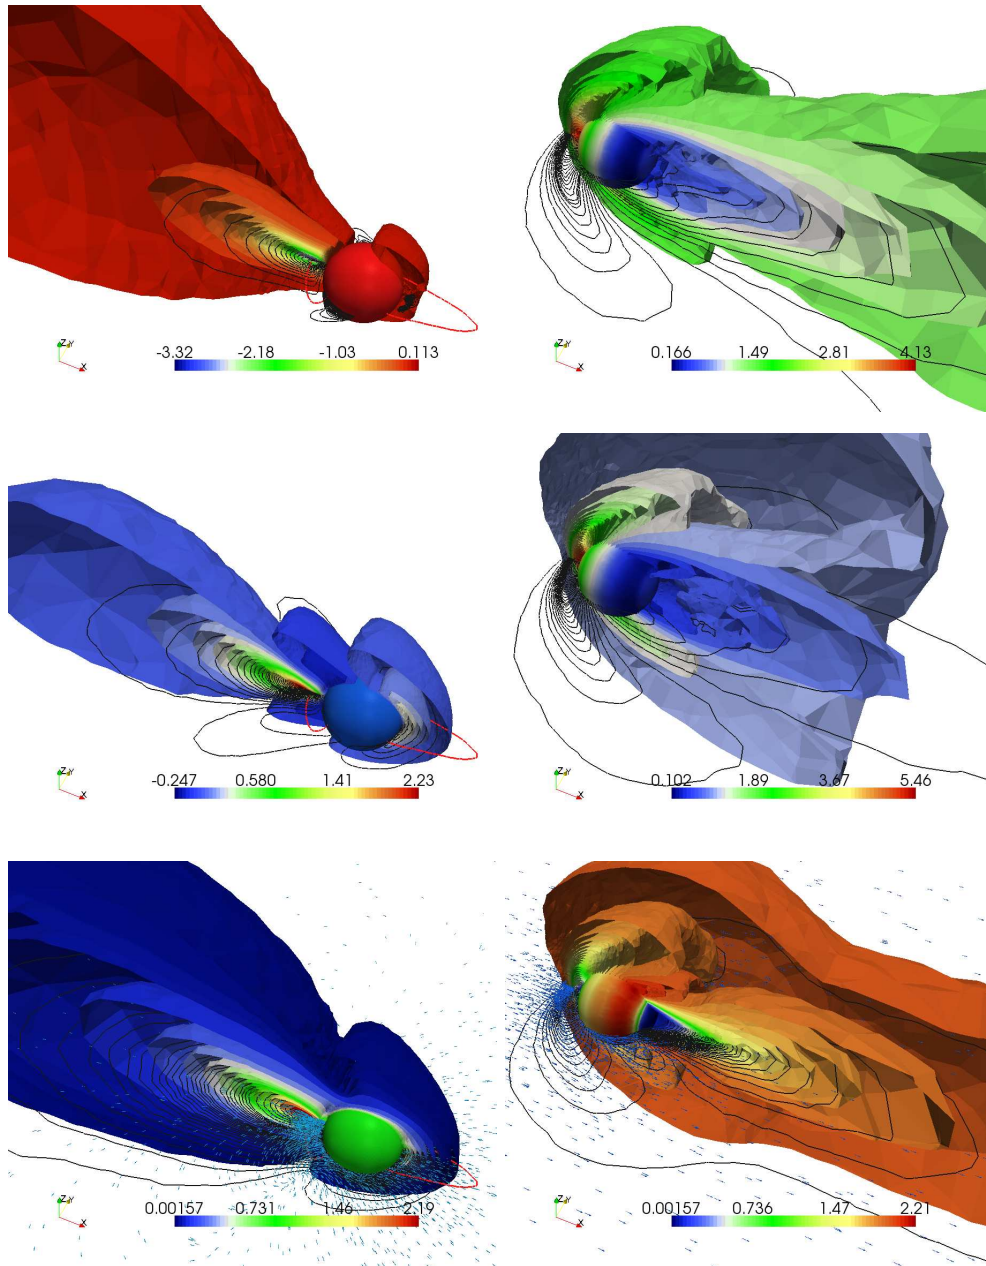 -3.32 -2.18 -1.03 0.113
Z Y
X
0.166 1.49 2.81 4.13
Z Y
X
-0.247 0.580 1.41 2.23
Z Y
X
0.102 1.89 3.67 5.46
Z Y
X
0.00157 0.731 1.46 2.19
Z Y
X
0.00157 0.736 1.47 2.21
Z Y
X